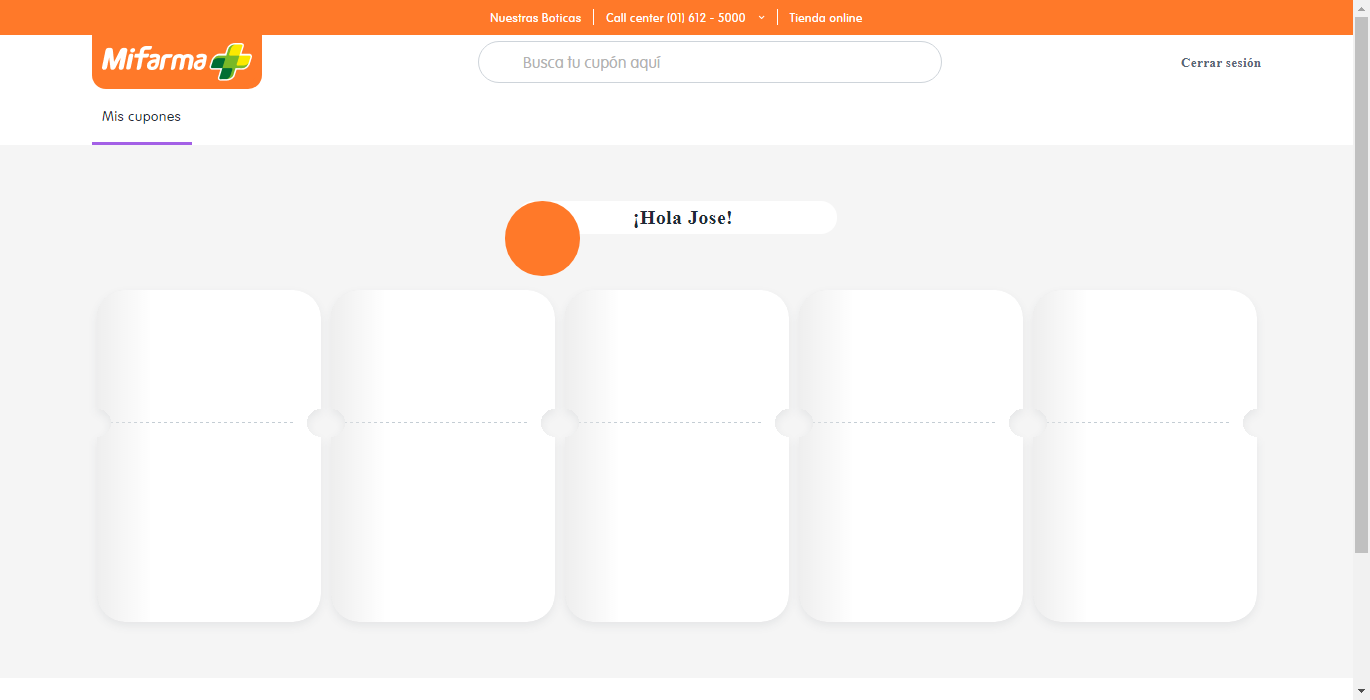 Nuestras Boticas
Call center (01) 612 - 5000
Tienda online
Mifarma
Busca tu cupón aquí
Cerrar sesión
Mis cupones
¡Hola Jose!